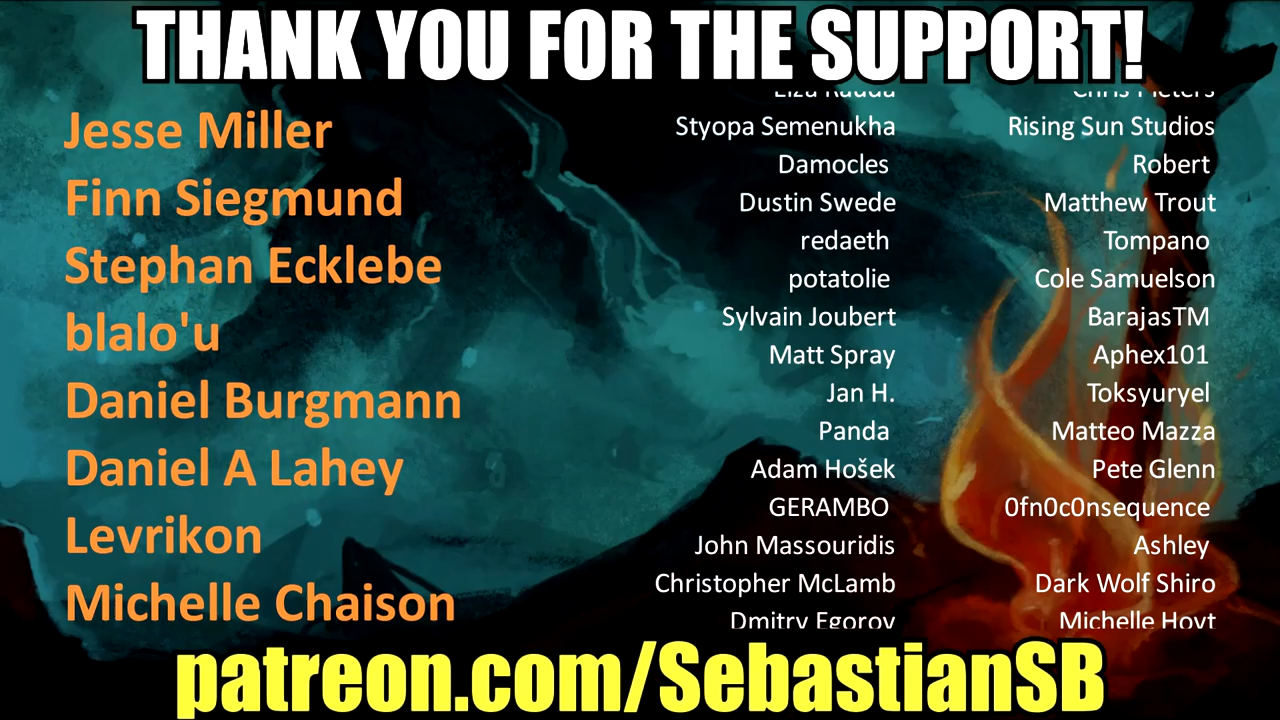 THANK YOU FOR THE SUPPORT!
Jesse Miller
Finn Siegmund
Stephan Ecklebe
blalo'u
Daniel Burgmann
Daniel A Lahey
Levrikon
Michelle Chaison
Styopa Semenukha
Damocles
Dustin Swede
redaeth
potatolie
Sylvain Joubert
Matt Spray
Jan H.
Panda
Adam Hošek
GERAMBO
John Massouridis
Christopher McLamb
Dmitry Egorov
Chris Pieters
Rising Sun Studios
Robert
Matthew Trout
Tompano
Cole Samuelson
BarajasTM
Aphex101
Toksyuryel
Matteo Mazza
Pete Glenn
0fn0c0nsequence
Ashley
Dark Wolf Shiro
Michelle Hoyt
patreon.com/SebastianSB